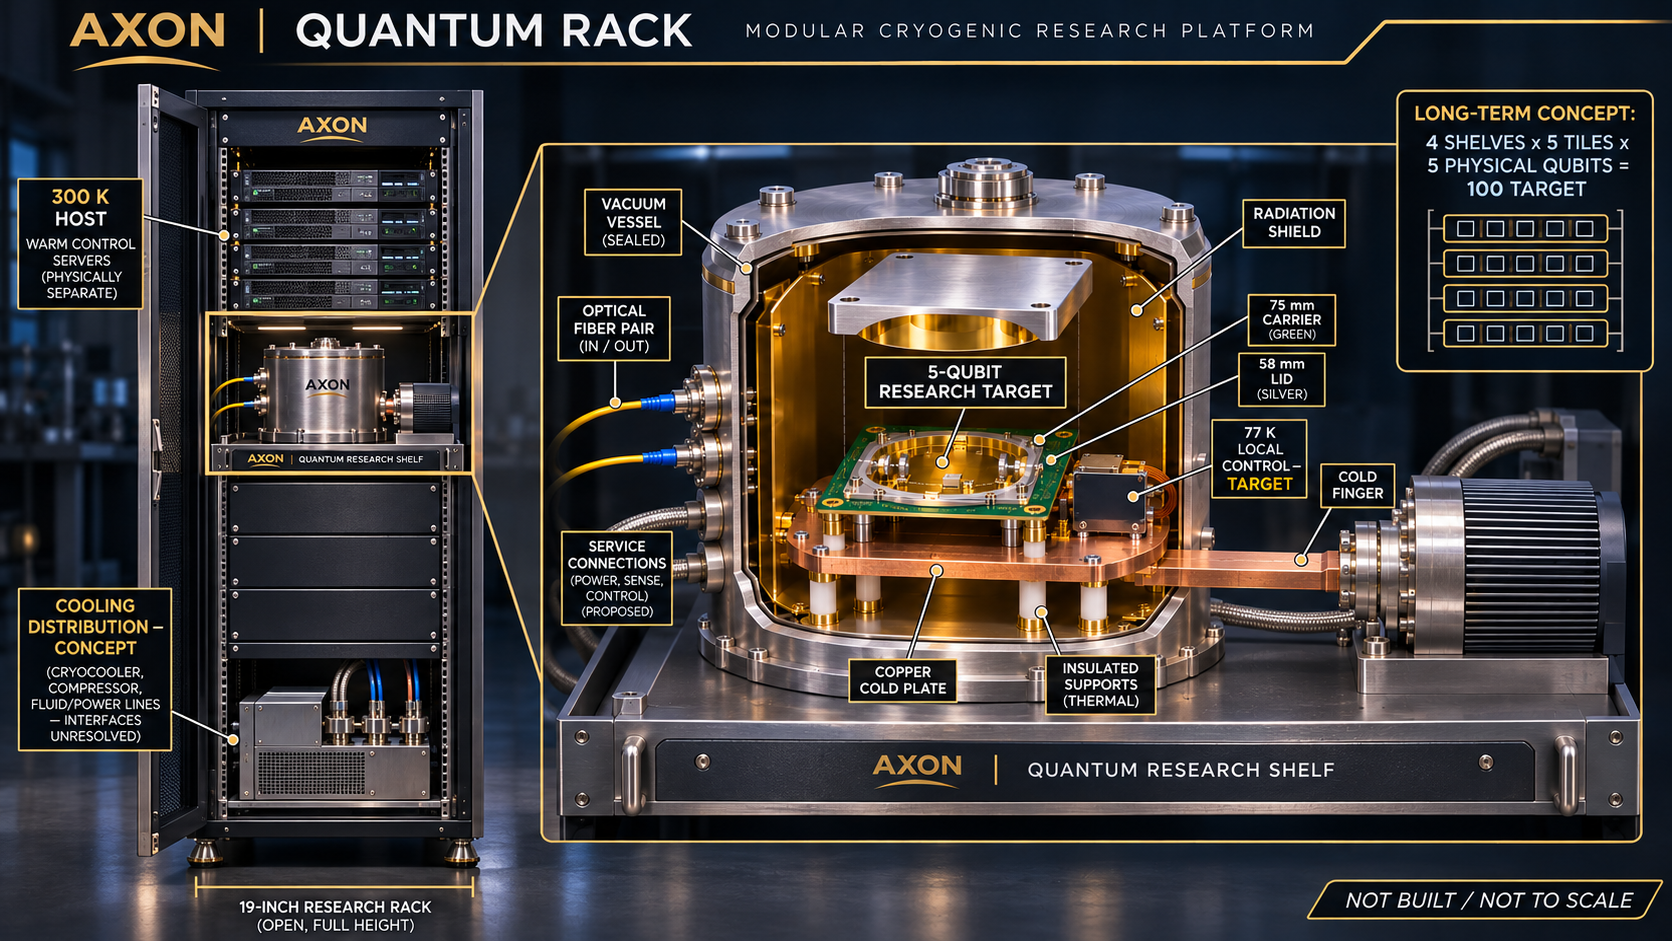 AXON | QUANTUM RACK MODULAR CRYOGENIC RESEARCH PLATFORM
AXON
300 K
HOST
WARM CONTROL
SERVERS
(PHYSICALLY
SEPARATE)
AXON
AXON | QUANTUM RESEARCH SHELF
COOLING
DISTRIBUTION –
CONCEPT
(CRYOCOOLER,
COMPRESSOR,
FLUID/POWER LINES
— INTERFACES
UNRESOLVED)
19-INCH RESEARCH RACK
(OPEN, FULL HEIGHT)
VACUUM
VESSEL
(SEALED)
OPTICAL
FIBER PAIR
(IN / OUT)
SERVICE
CONNECTIONS
(POWER, SENSE,
CONTROL)
(PROPOSED)
5-QUBIT
RESEARCH TARGET
COPPER
COLD PLATE
INSULATED
SUPPORTS
(THERMAL)
RADIATION
SHIELD
75 mm
CARRIER
(GREEN)
58 mm
LID
(SILVER)
77 K
LOCAL
CONTROL–
TARGET
COLD
FINGER
AXON | QUANTUM RESEARCH SHELF
LONG-TERM CONCEPT:
4 SHELVES x 5 TILES x
5 PHYSICAL QUBITS =
100 TARGET
NOT BUILT / NOT TO SCALE